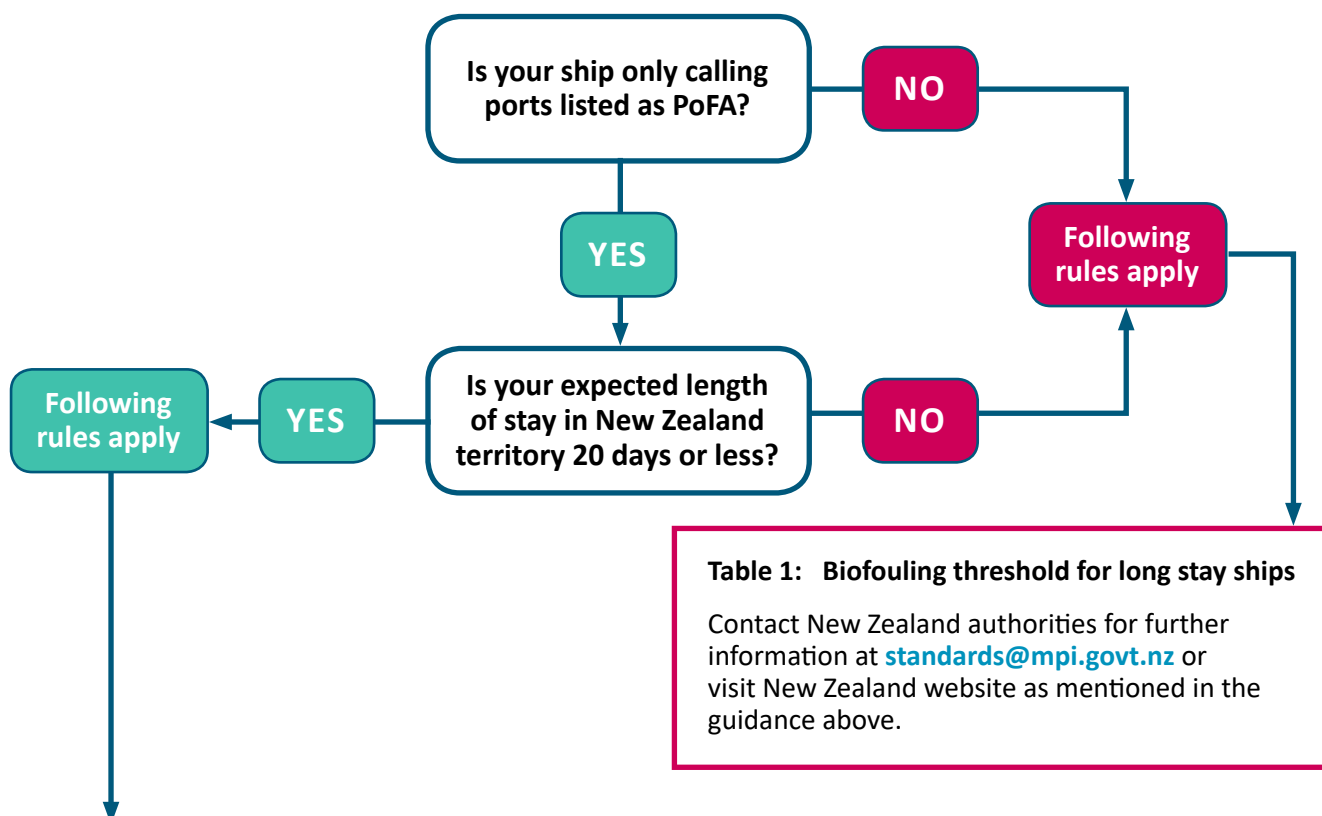 Is your ship only calling
ports listed as PoFA?
NO
YES
Following
rules apply
Is your expected length
of stay in New Zealand
territory 20 days or less?
YES
Following
rules apply
NO
Table 1: Biofouling threshold for long stay ships
Contact New Zealand authorities for further
information at standards@mpi.govt.nz or
visit New Zealand website as mentioned in the
guidance above.